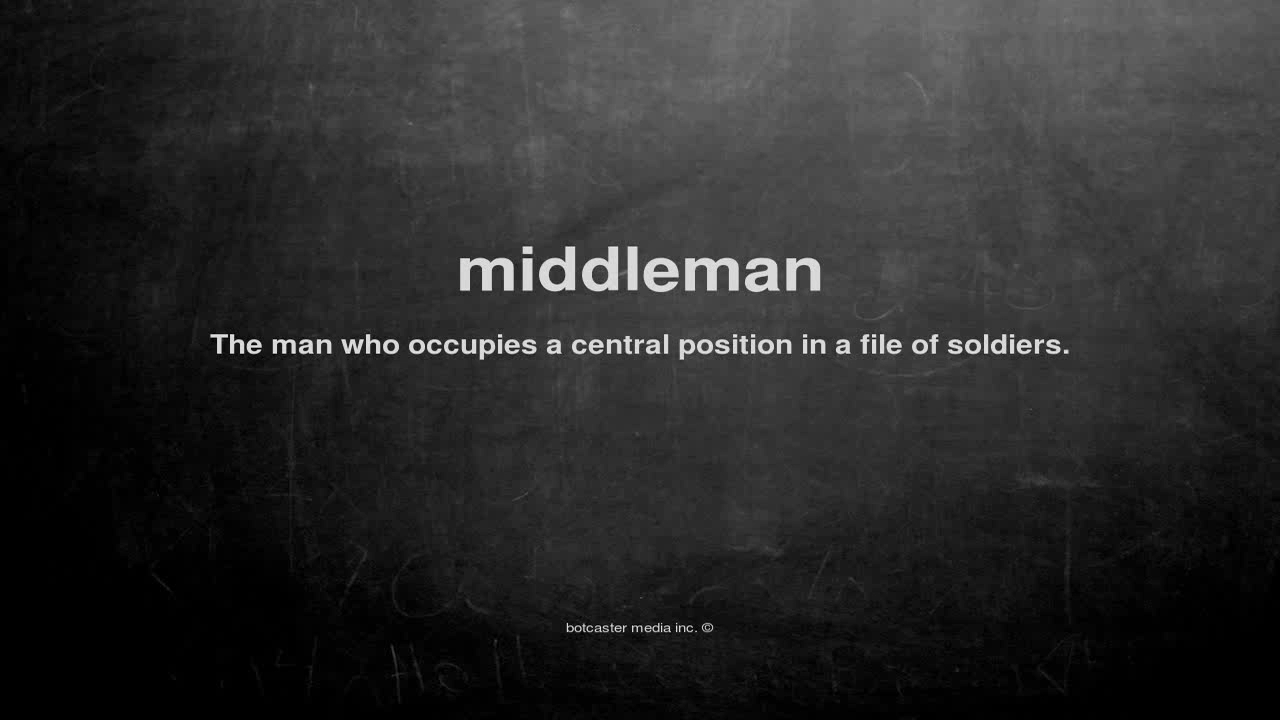 middleman
The man who occupies a central position in a file of soldiers.
botcaster media inc. ©